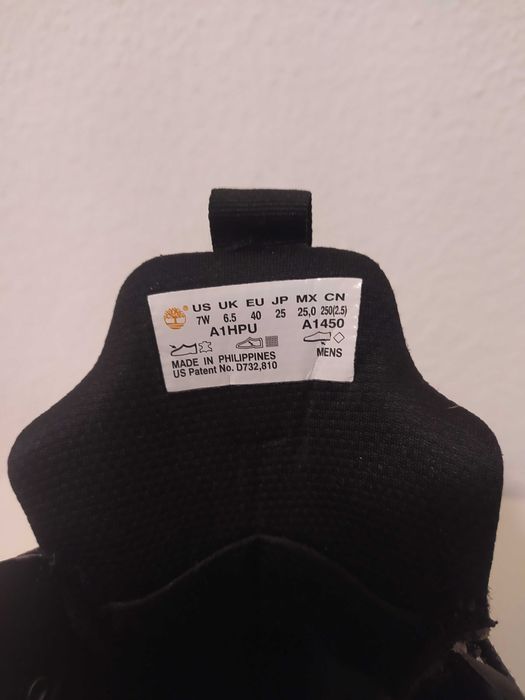 US UK EU JP MX CN
7W 6.5 40 25 25,0 250(2.5)
A1HPU A1450
MADE IN PHILIPPINES MENS
US Patent No. D732,810